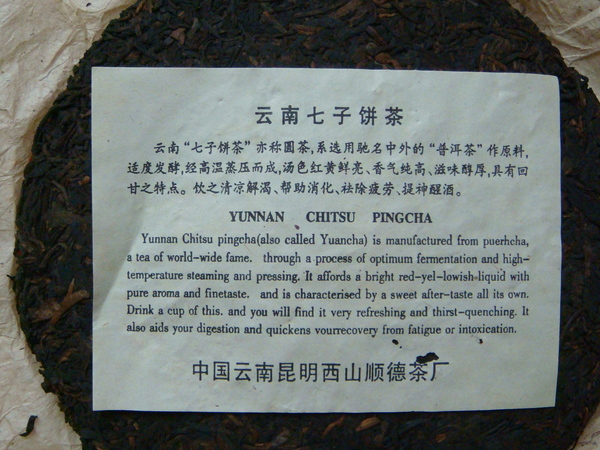 云南七子饼茶
云南“七子饼茶”亦称圆茶,系选用驰名中外的“普洱茶”作原料,
适度发酵,经高温蒸压而成,汤色红黄鲜亮、香气纯高、滋味醇厚,具有回
甘之特点。饮之清凉解渴、帮助消化、祛除疲劳、提神醒酒。
YUNNAN CHITSU PINGCHA
Yunnan Chitsu pingcha(also called Yuancha) is manufactured from puerhcha,
a tea of world-wide fame. through a process of optimum fermentation and high-
temperature steaming and pressing. It affords a bright red-yel-lowish-liquid with
pure aroma and finetaste. and is characterised by a sweet after-taste all its own.
Drink a cup of this. and you will find it very refreshing and thirst-quenching. It
also aids your digestion and quickens vourrecovery from fatigue or intoxication.
中国云南昆明西山顺德茶厂